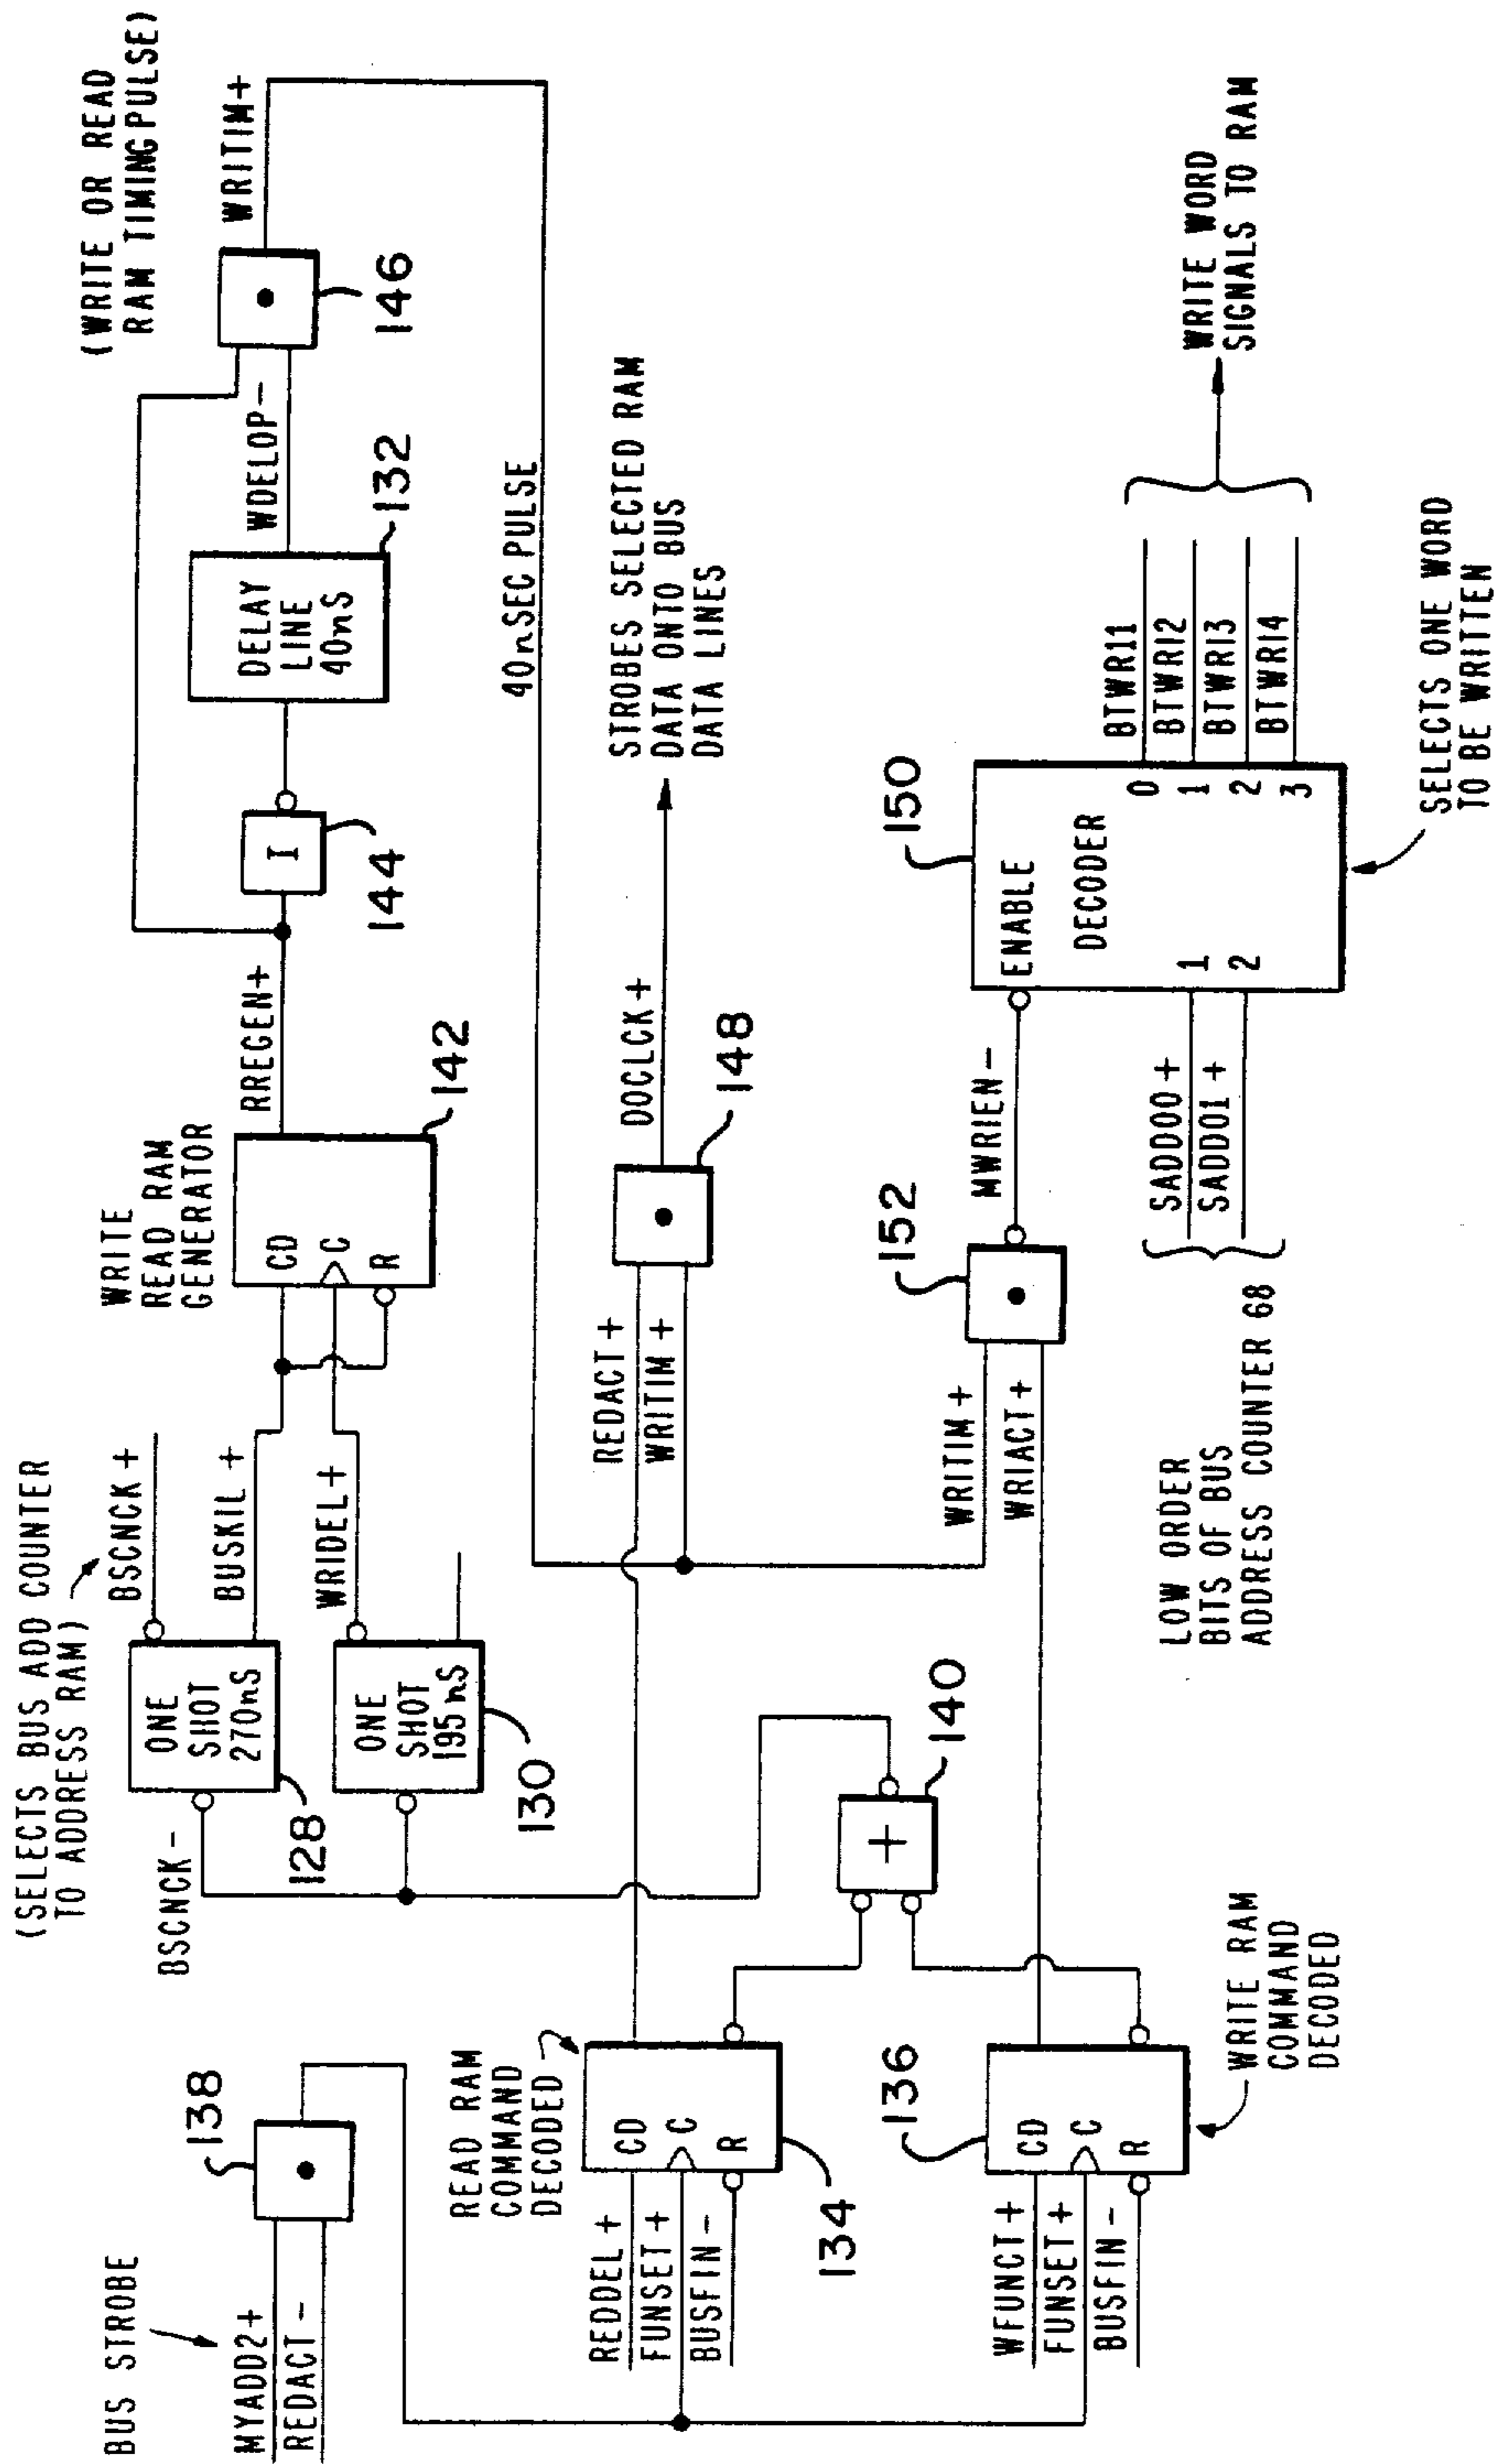 BUS STROBE
MYADD2+
REDACT-
138
READ RAM
COMMAND
DECODED
REDDEL+
FUNSET+
BUSFIN-
CD
C
R
134
WFUNCT+
FUNSET+
BUSFIN-
136
CD
C
R
WRITE RAM
COMMAND
DECODED
(SELECTS BUS ADD COUNTER
TO ADDRESS RAM)
BSCNCK-
ONE
SHOT
270nS
128
ONE
SHOT
195nS
130
+
140
BSCNCK+
BUSKIL+
WRIDEL+
WRITE
READ RAM
GENERATOR
CD
C
R
142
RREGEN+
I
144
DELAY
LINE
40nS
132
WDELOP-
146
WRITIM+
(WRITE OR READ
RAM TIMING PULSE)
40nSEC PULSE
REDACT+
WRITIM+
148
DOCLCK+
STROBES SELECTED RAM
DATA ONTO BUS
DATA LINES
WRITIM+
WRIACT+
152
MWRIEN-
LOW ORDER
BITS OF BUS
ADDRESS COUNTER 68
SADD00+
SADD01+
150
ENABLE
DECODER
1
2
0
1
2
3
BTWRI1
BTWRI2
BTWRI3
BTWRI4
SELECTS ONE WORD
TO BE WRITTEN
WRITE WORD
SIGNALS TO RAM